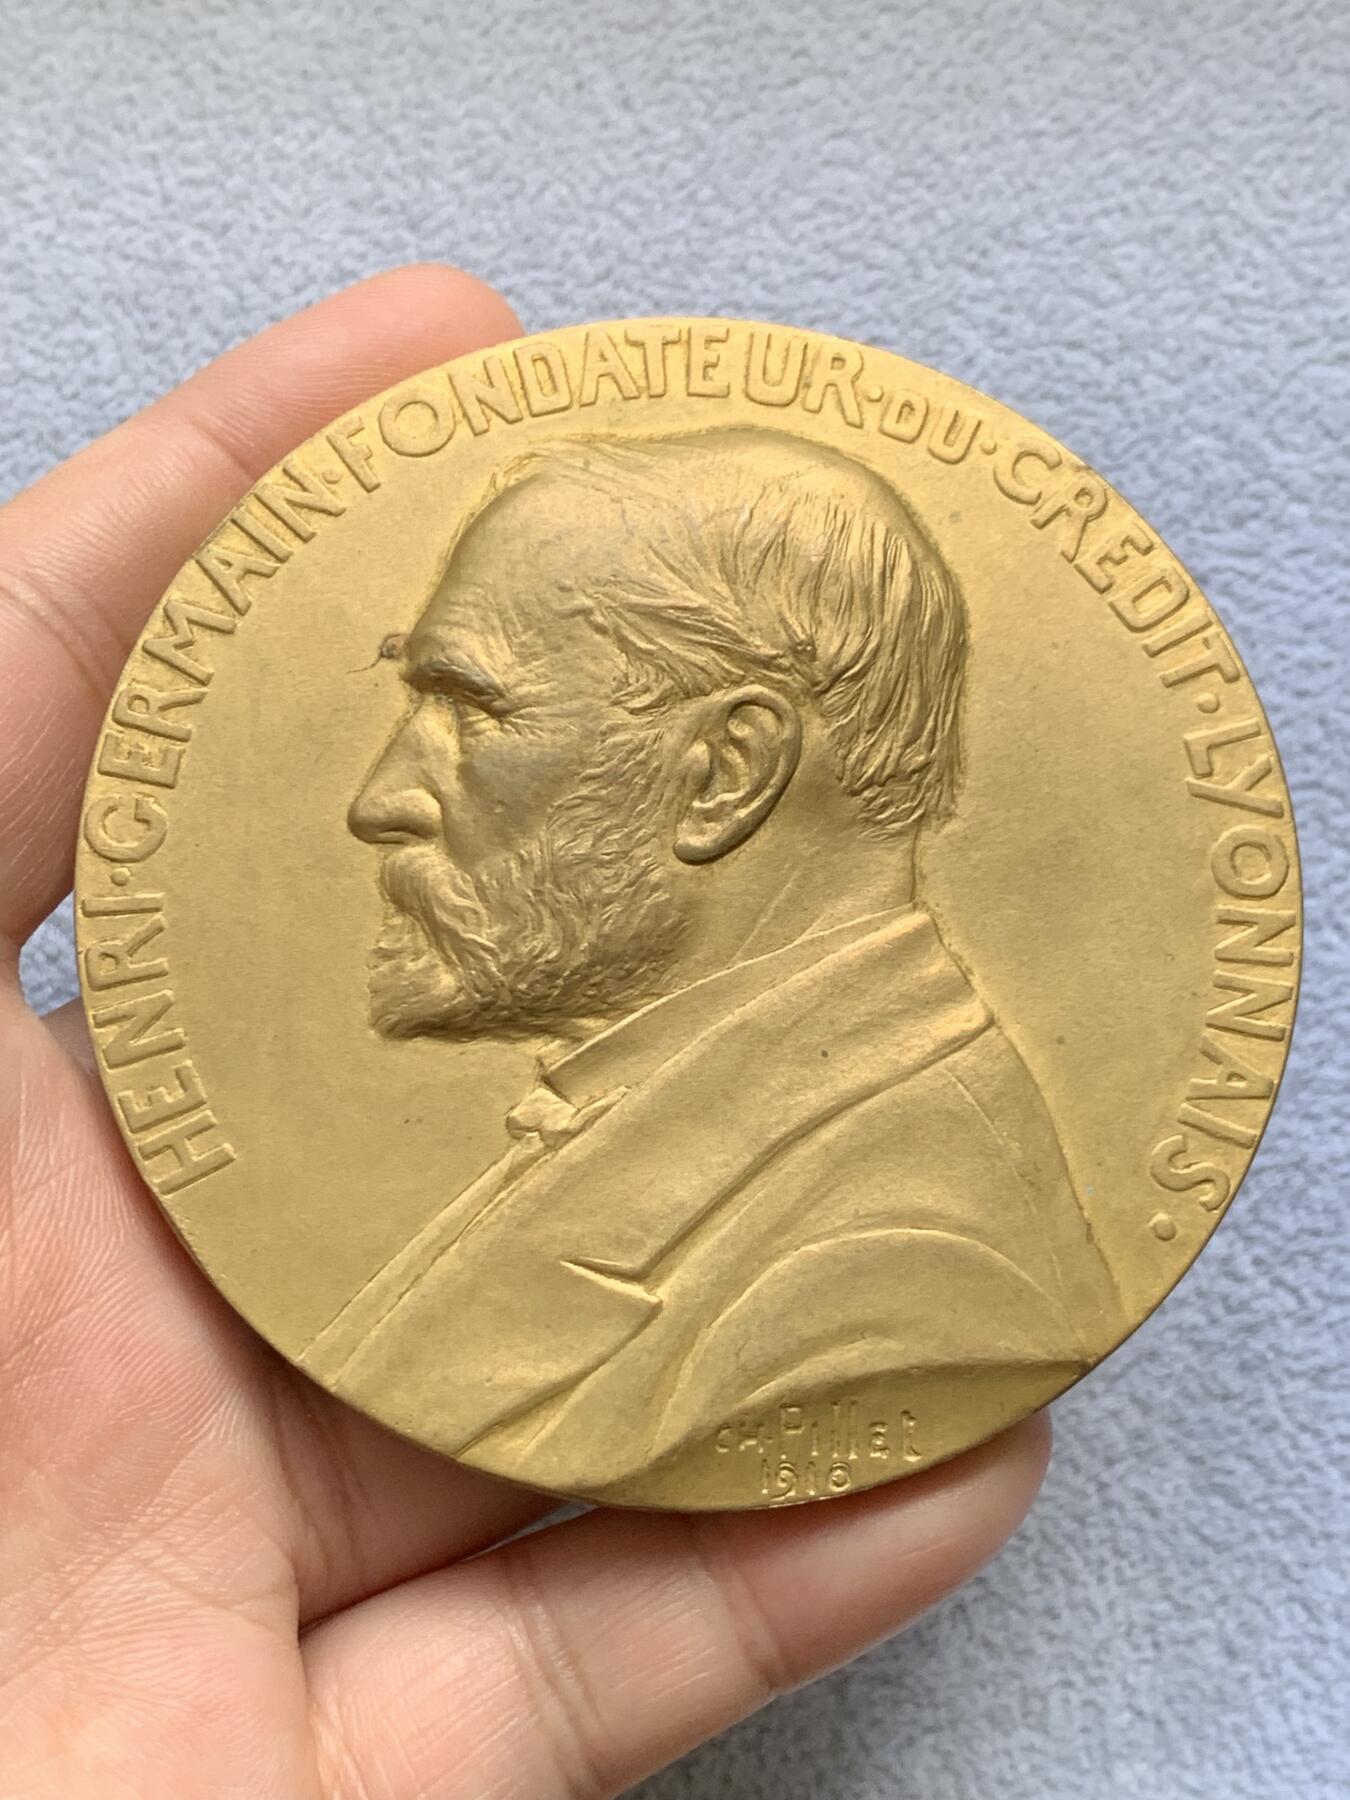 HENRI·GERMAIN·FONDATEUR·DU·CREDIT·LYONNAIS·
CH.Pillet
1910